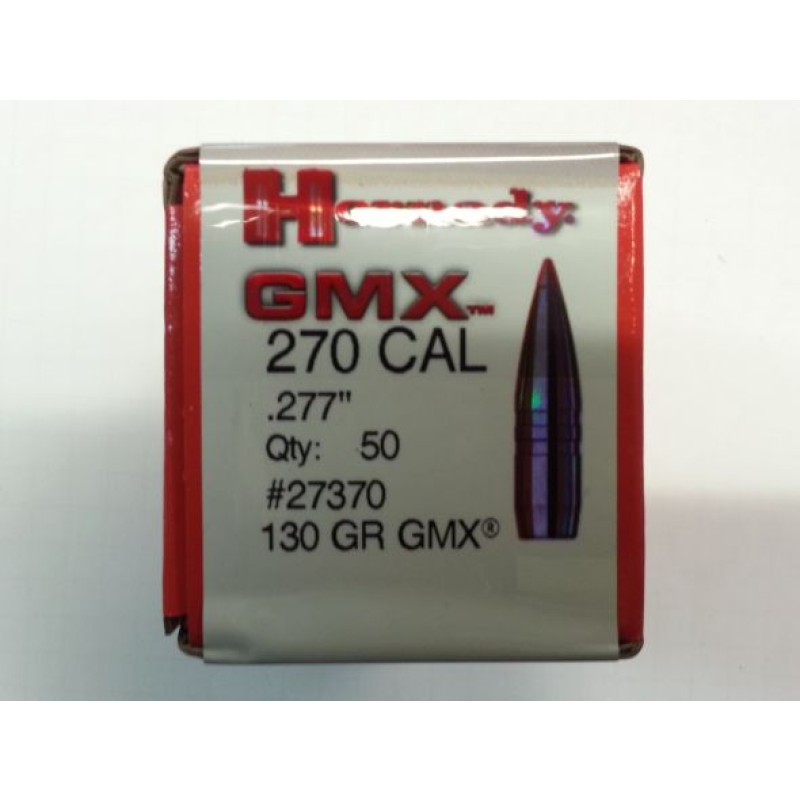 Hornady.
GMX™
270 CAL
.277"
Qty: 50
#27370
130 GR GMX®